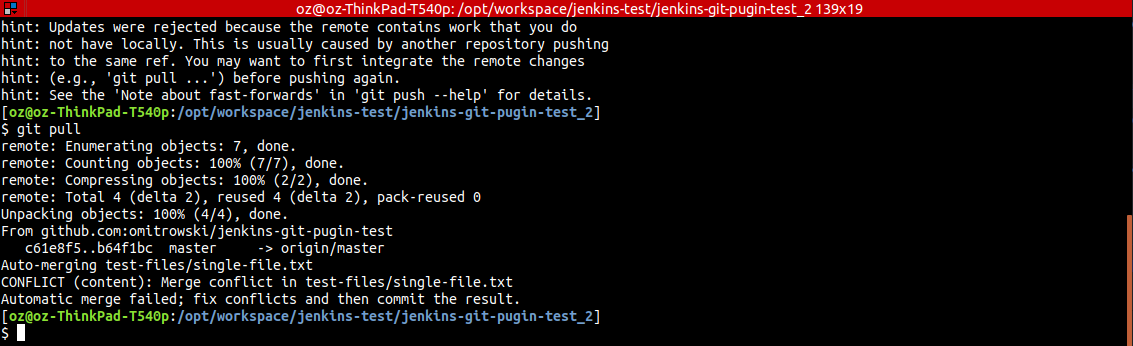 oz@oz-ThinkPad-T540p: /opt/workspace/jenkins-test/jenkins-git-pugin-test_2 139x19
hint: Updates were rejected because the remote contains work that you do
hint: not have locally. This is usually caused by another repository pushing
hint: to the same ref. You may want to first integrate the remote changes
hint: (e.g., 'git pull ...') before pushing again.
hint: See the 'Note about fast-forwards' in 'git push --help' for details.
[oz@oz-ThinkPad-T540p:/opt/workspace/jenkins-test/jenkins-git-pugin-test_2]
$ git pull
remote: Enumerating objects: 7, done.
remote: Counting objects: 100% (7/7), done.
remote: Compressing objects: 100% (2/2), done.
remote: Total 4 (delta 2), reused 4 (delta 2), pack-reused 0
Unpacking objects: 100% (4/4), done.
From github.com:omitrowski/jenkins-git-pugin-test
   c61e8f5..b64f1bc  master     -> origin/master
Auto-merging test-files/single-file.txt
CONFLICT (content): Merge conflict in test-files/single-file.txt
Automatic merge failed; fix conflicts and then commit the result.
[oz@oz-ThinkPad-T540p:/opt/workspace/jenkins-test/jenkins-git-pugin-test_2]
$